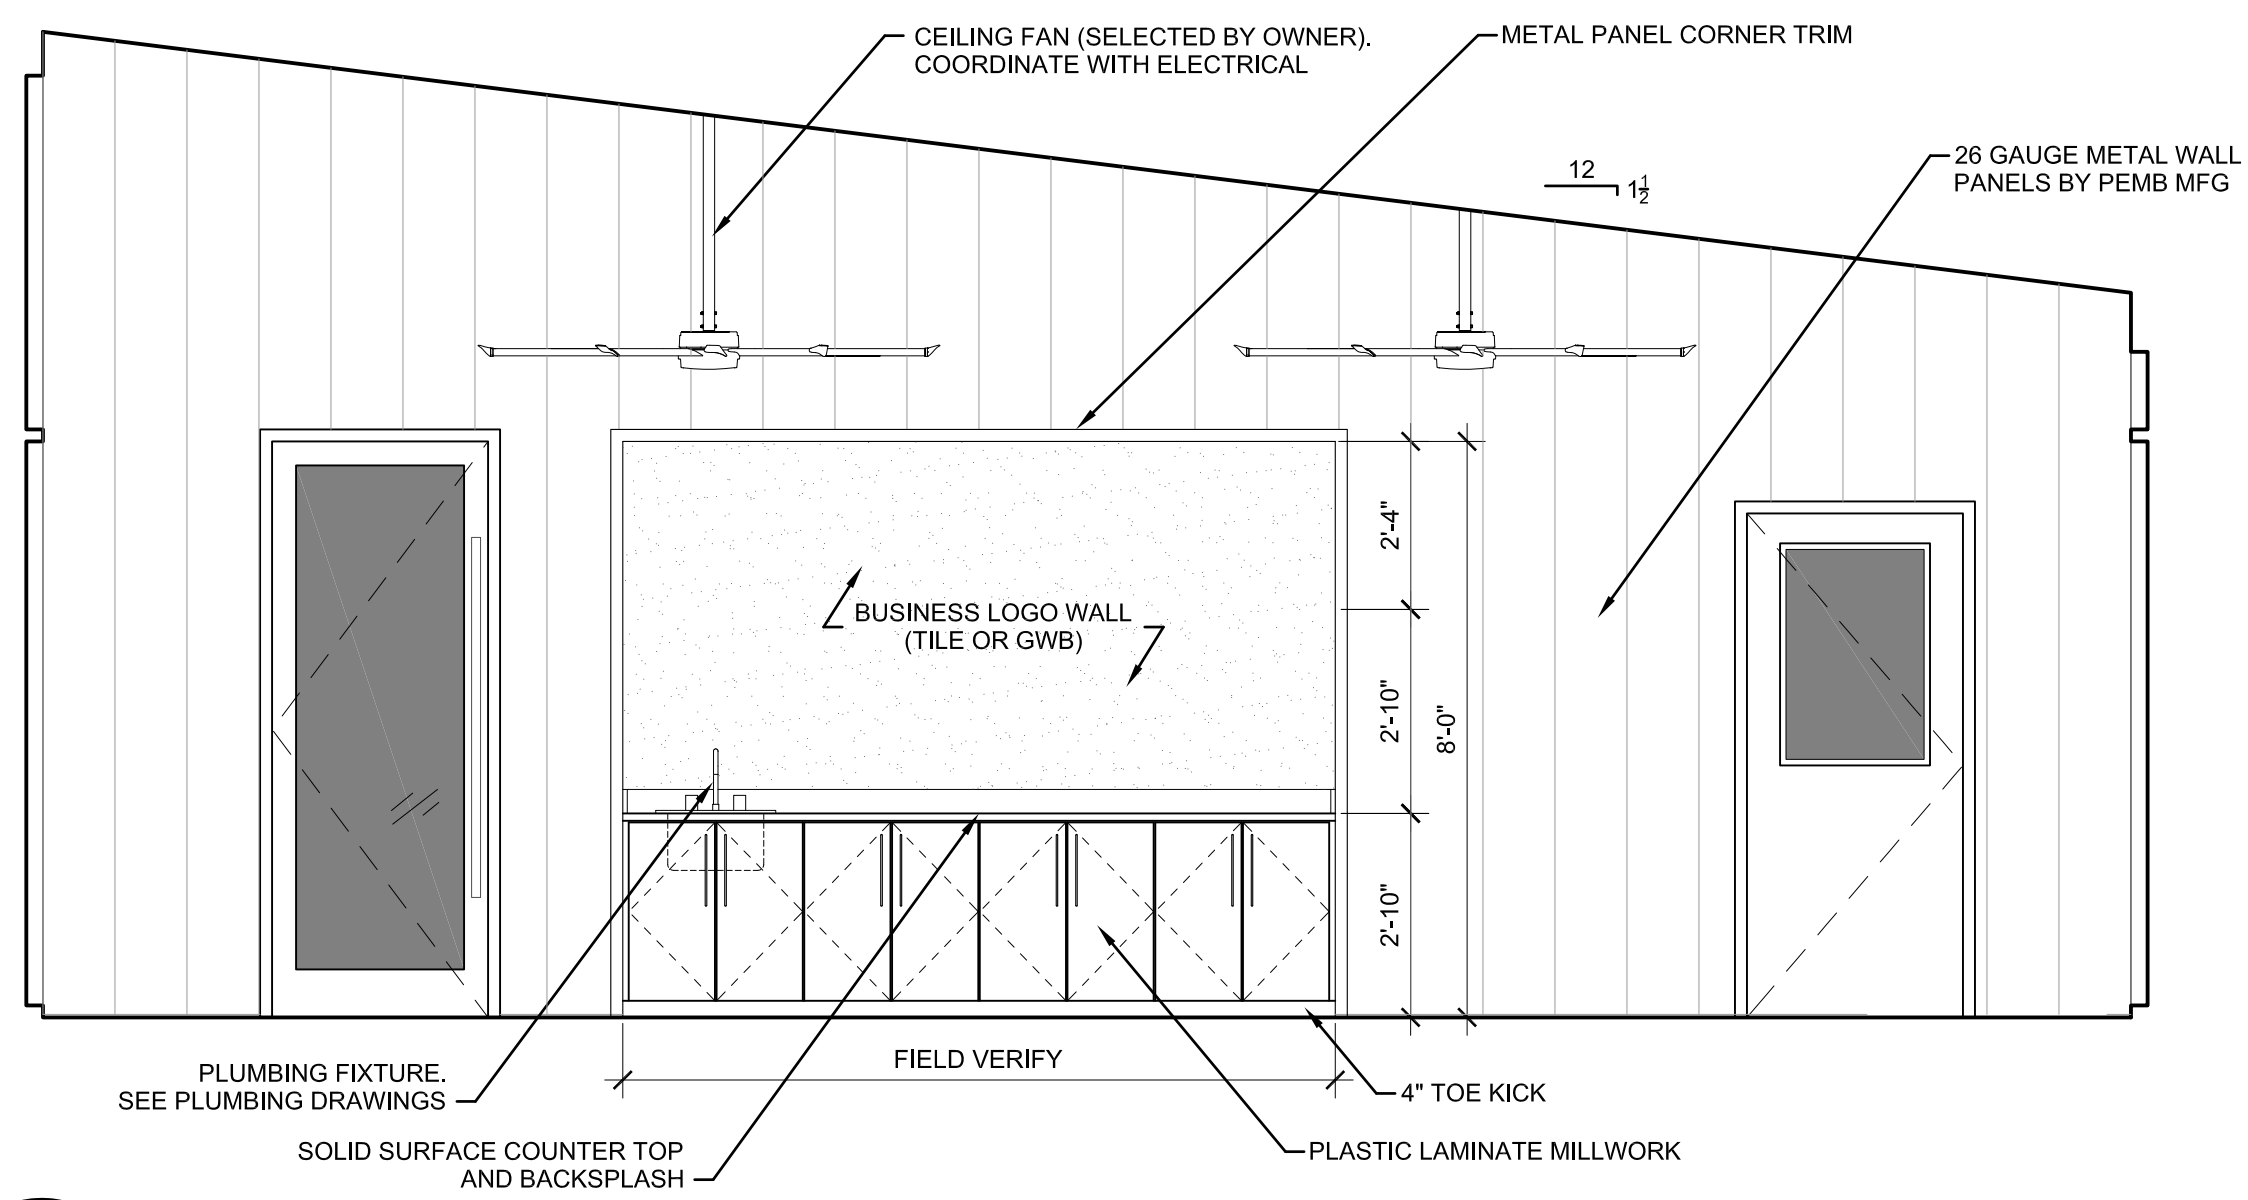 CEILING FAN (SELECTED BY OWNER).
COORDINATE WITH ELECTRICAL
METAL PANEL CORNER TRIM
26 GAUGE METAL WALL
PANELS BY PEMB MFG
12
1 1/2
2'-4"
BUSINESS LOGO WALL
(TILE OR GWB)
2'-10"
8'-0"
2'-10"
FIELD VERIFY
PLUMBING FIXTURE.
SEE PLUMBING DRAWINGS
4" TOE KICK
SOLID SURFACE COUNTER TOP
AND BACKSPLASH
PLASTIC LAMINATE MILLWORK